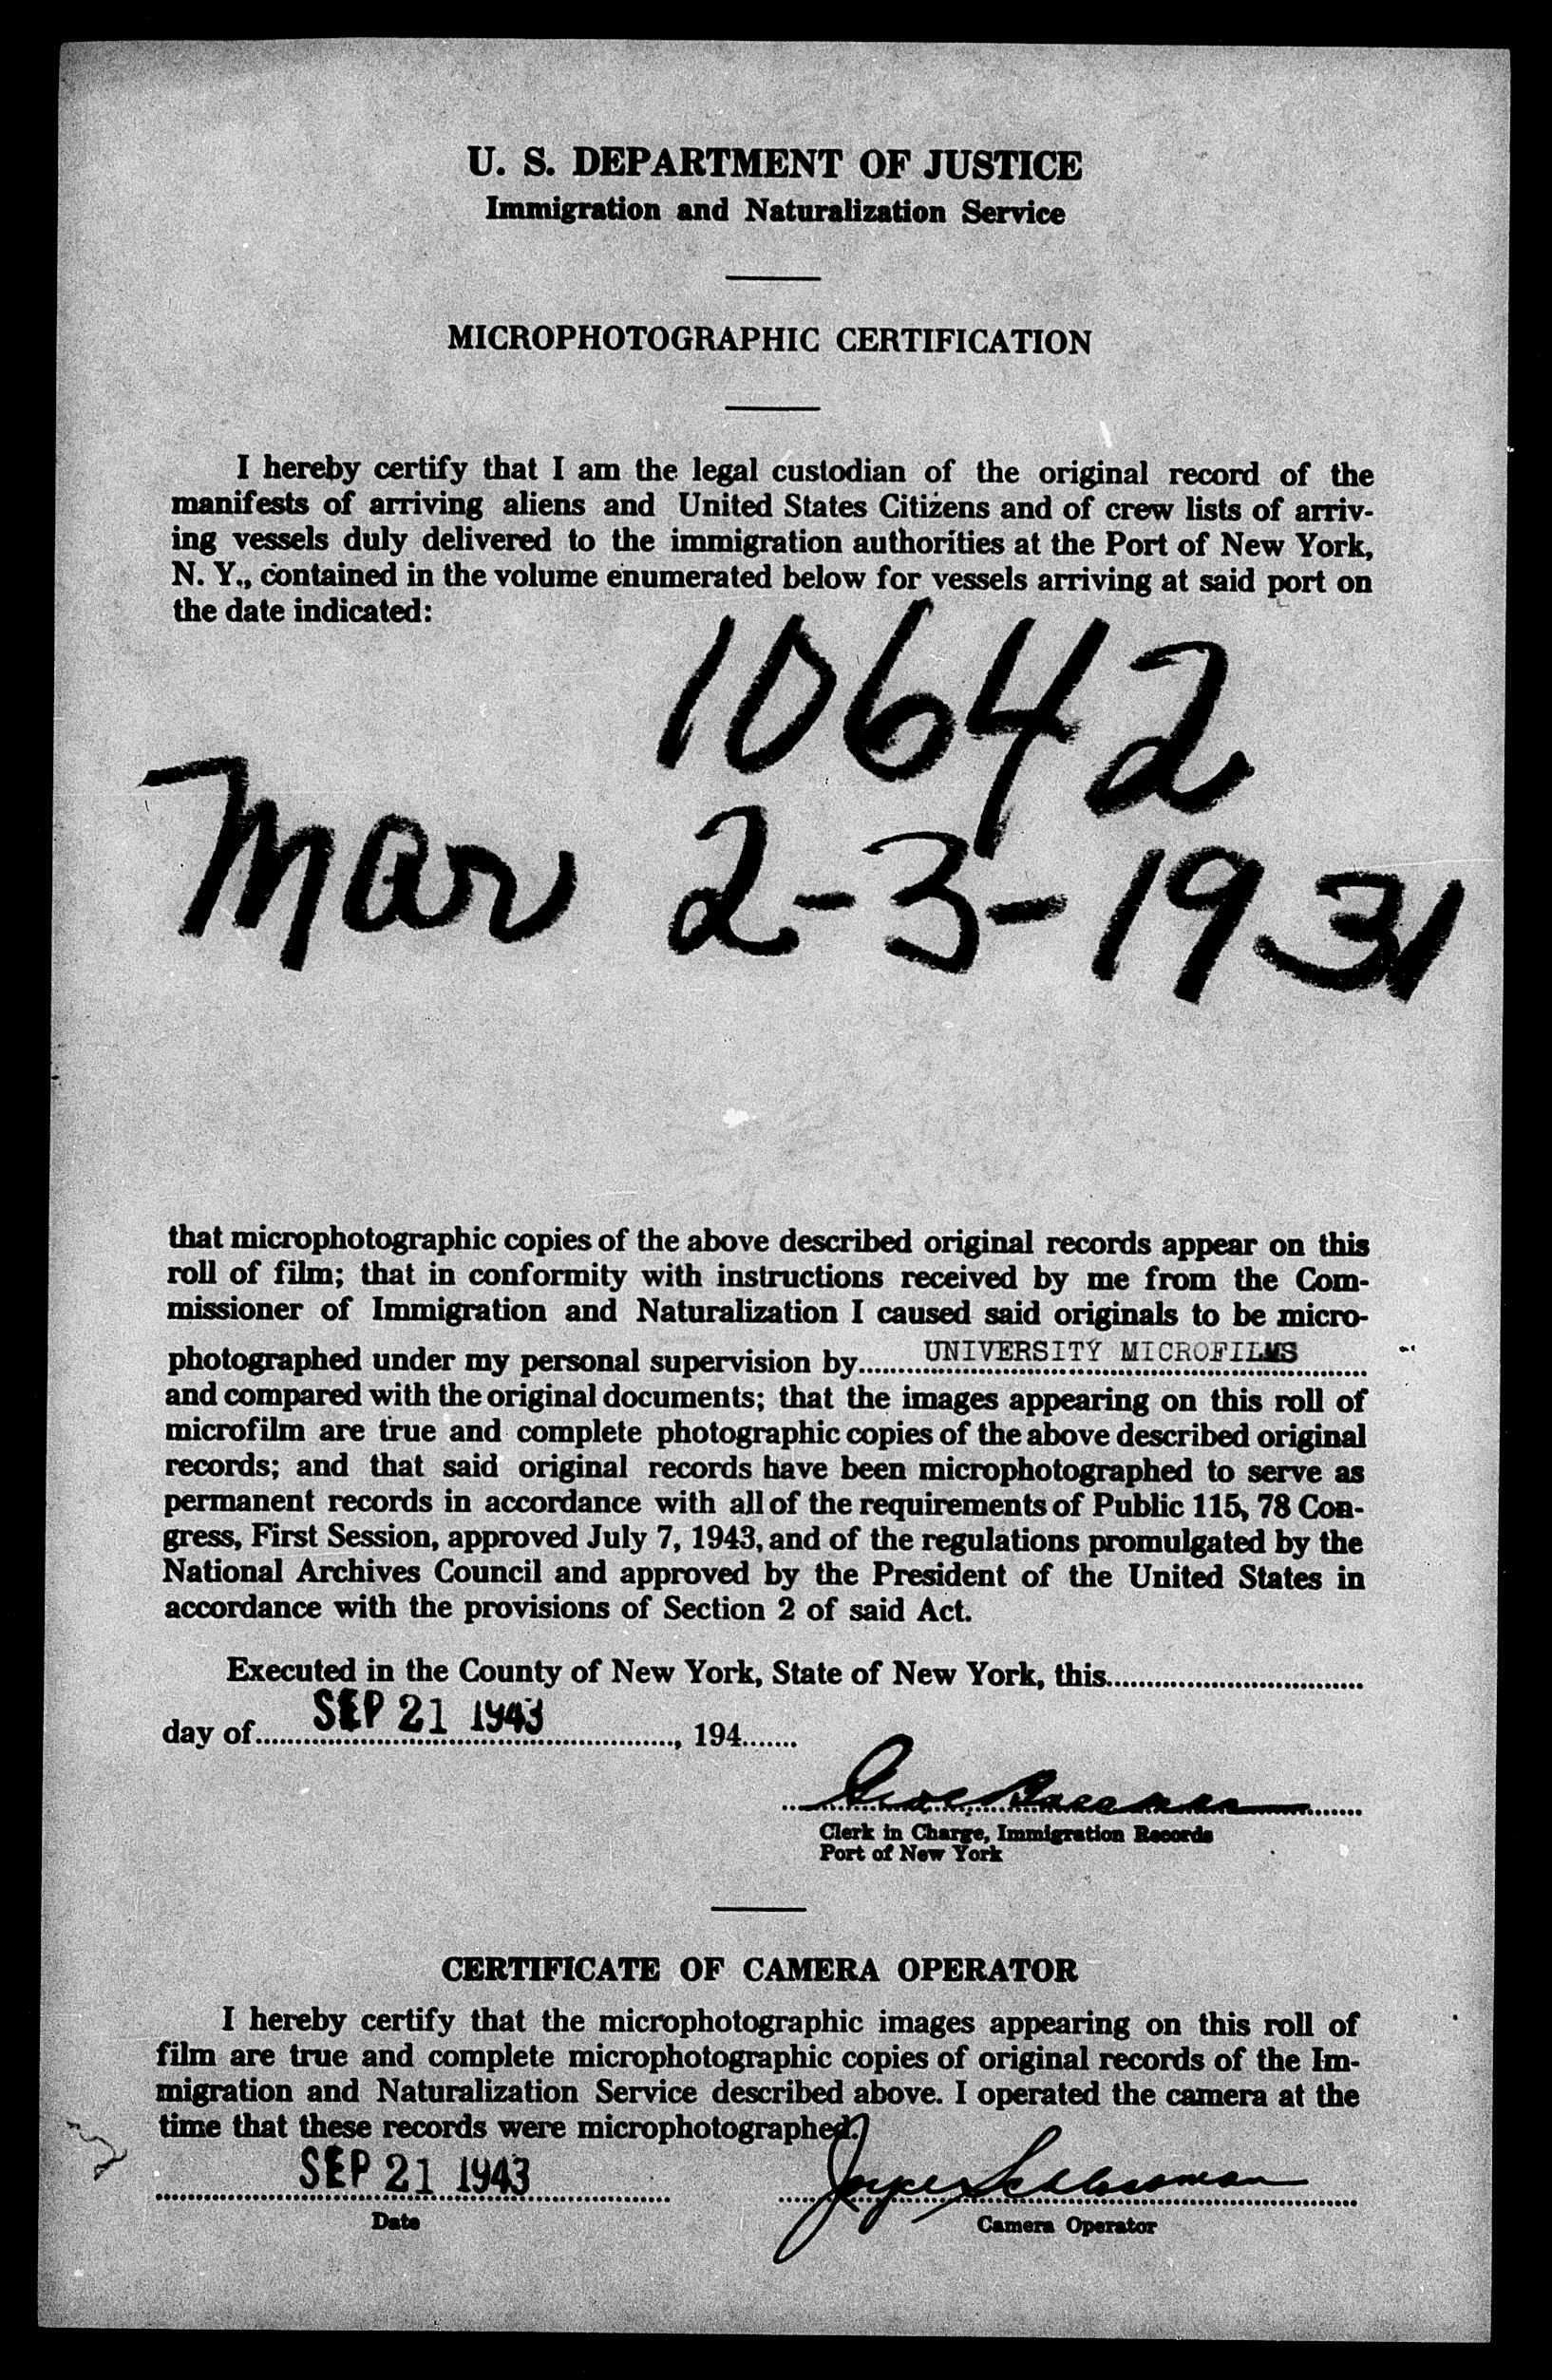 U. S. DEPARTMENT OF JUSTICE
Immigration and Naturalization Service
MICROPHOTOGRAPHIC CERTIFICATION
I hereby certify that I am the legal custodian of the original record of the
manifests of arriving aliens and United States Citizens and of crew lists of arriv-
ing vessels duly delivered to the immigration authorities at the Port of New York,
N. Y., contained in the volume enumerated below for vessels arriving at said port on
the date indicated:
10642
Mar 2-3-1931
that microphotographic copies of the above described original records appear on this
roll of film; that in conformity with instructions received by me from the Com-
missioner of Immigration and Naturalization I caused said originals to be micro-
photographed under my personal supervision by UNIVERSITY MICROFILMS
and compared with the original documents; that the images appearing on this roll of
microfilm are true and complete photographic copies of the above described original
records; and that said original records have been microphotographed to serve as
permanent records in accordance with all of the requirements of Public 115, 78 Con-
gress, First Session, approved July 7, 1943, and of the regulations promulgated by the
National Archives Council and approved by the President of the United States in
accordance with the provisions of Section 2 of said Act.
Executed in the County of New York, State of New York, this
day of SEP 21 1943, 194
Clerk in Charge, Immigration Records
Port of New York
CERTIFICATE OF CAMERA OPERATOR
I hereby certify that the microphotographic images appearing on this roll of
film are true and complete microphotographic copies of original records of the Im-
migration and Naturalization Service described above. I operated the camera at the
time that these records were microphotographed.
SEP 21 1943
Date
Camera Operator